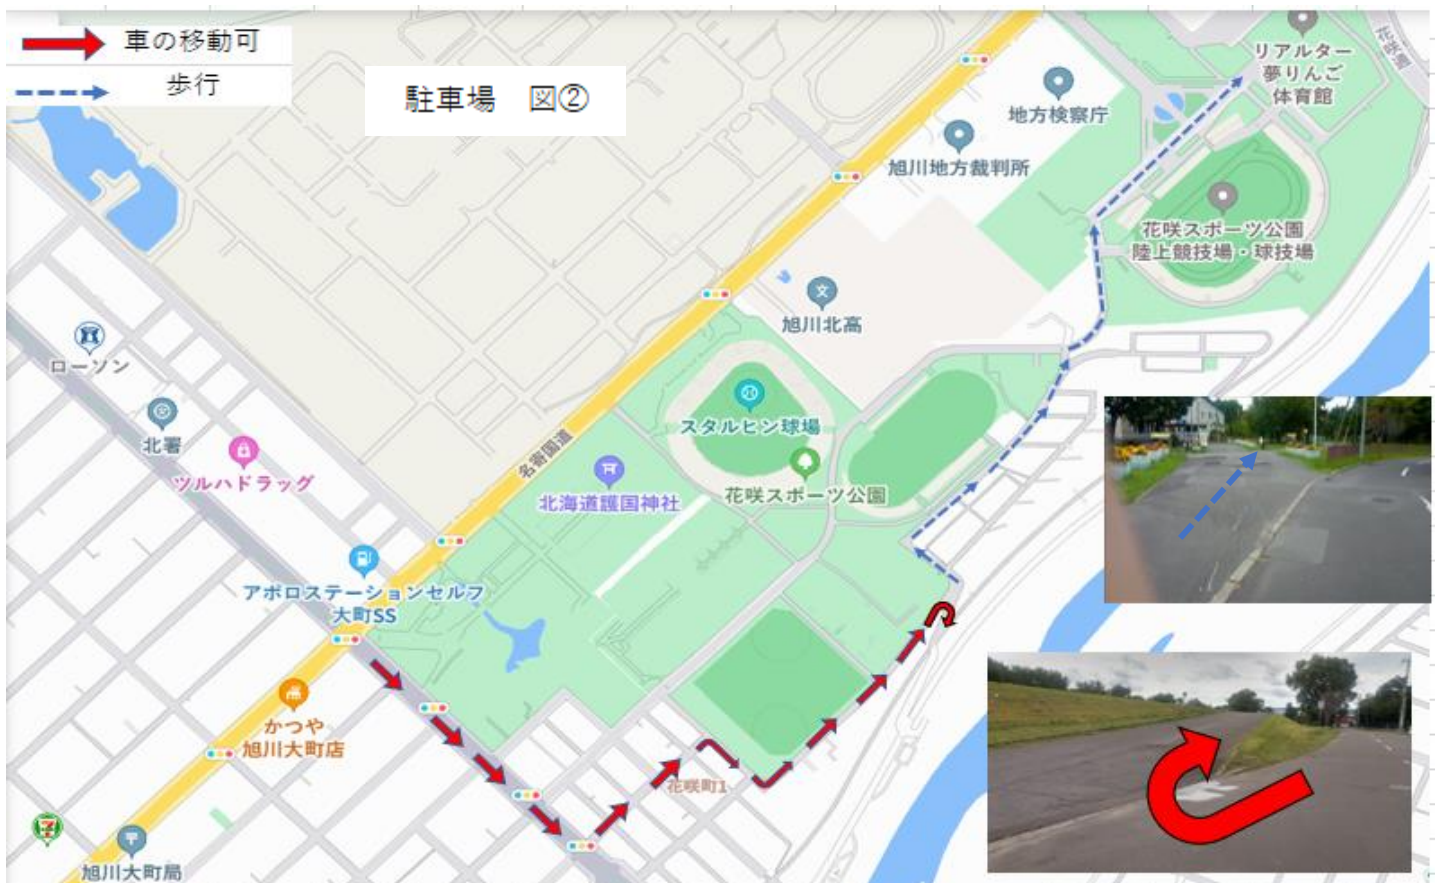 車の移動可
歩行
駐車場　図②
リアルター
夢りんご
体育館
花咲通
地方検察庁
旭川地方裁判所
花咲スポーツ公園
陸上競技場・球技場
文
旭川北高
ローソン
北署
ツルハドラッグ
スタルヒン球場
名寄国道
北海道護国神社
花咲スポーツ公園
アポロステーションセルフ
大町SS
かつや
旭川大町店
花咲町1
7
旭川大町局